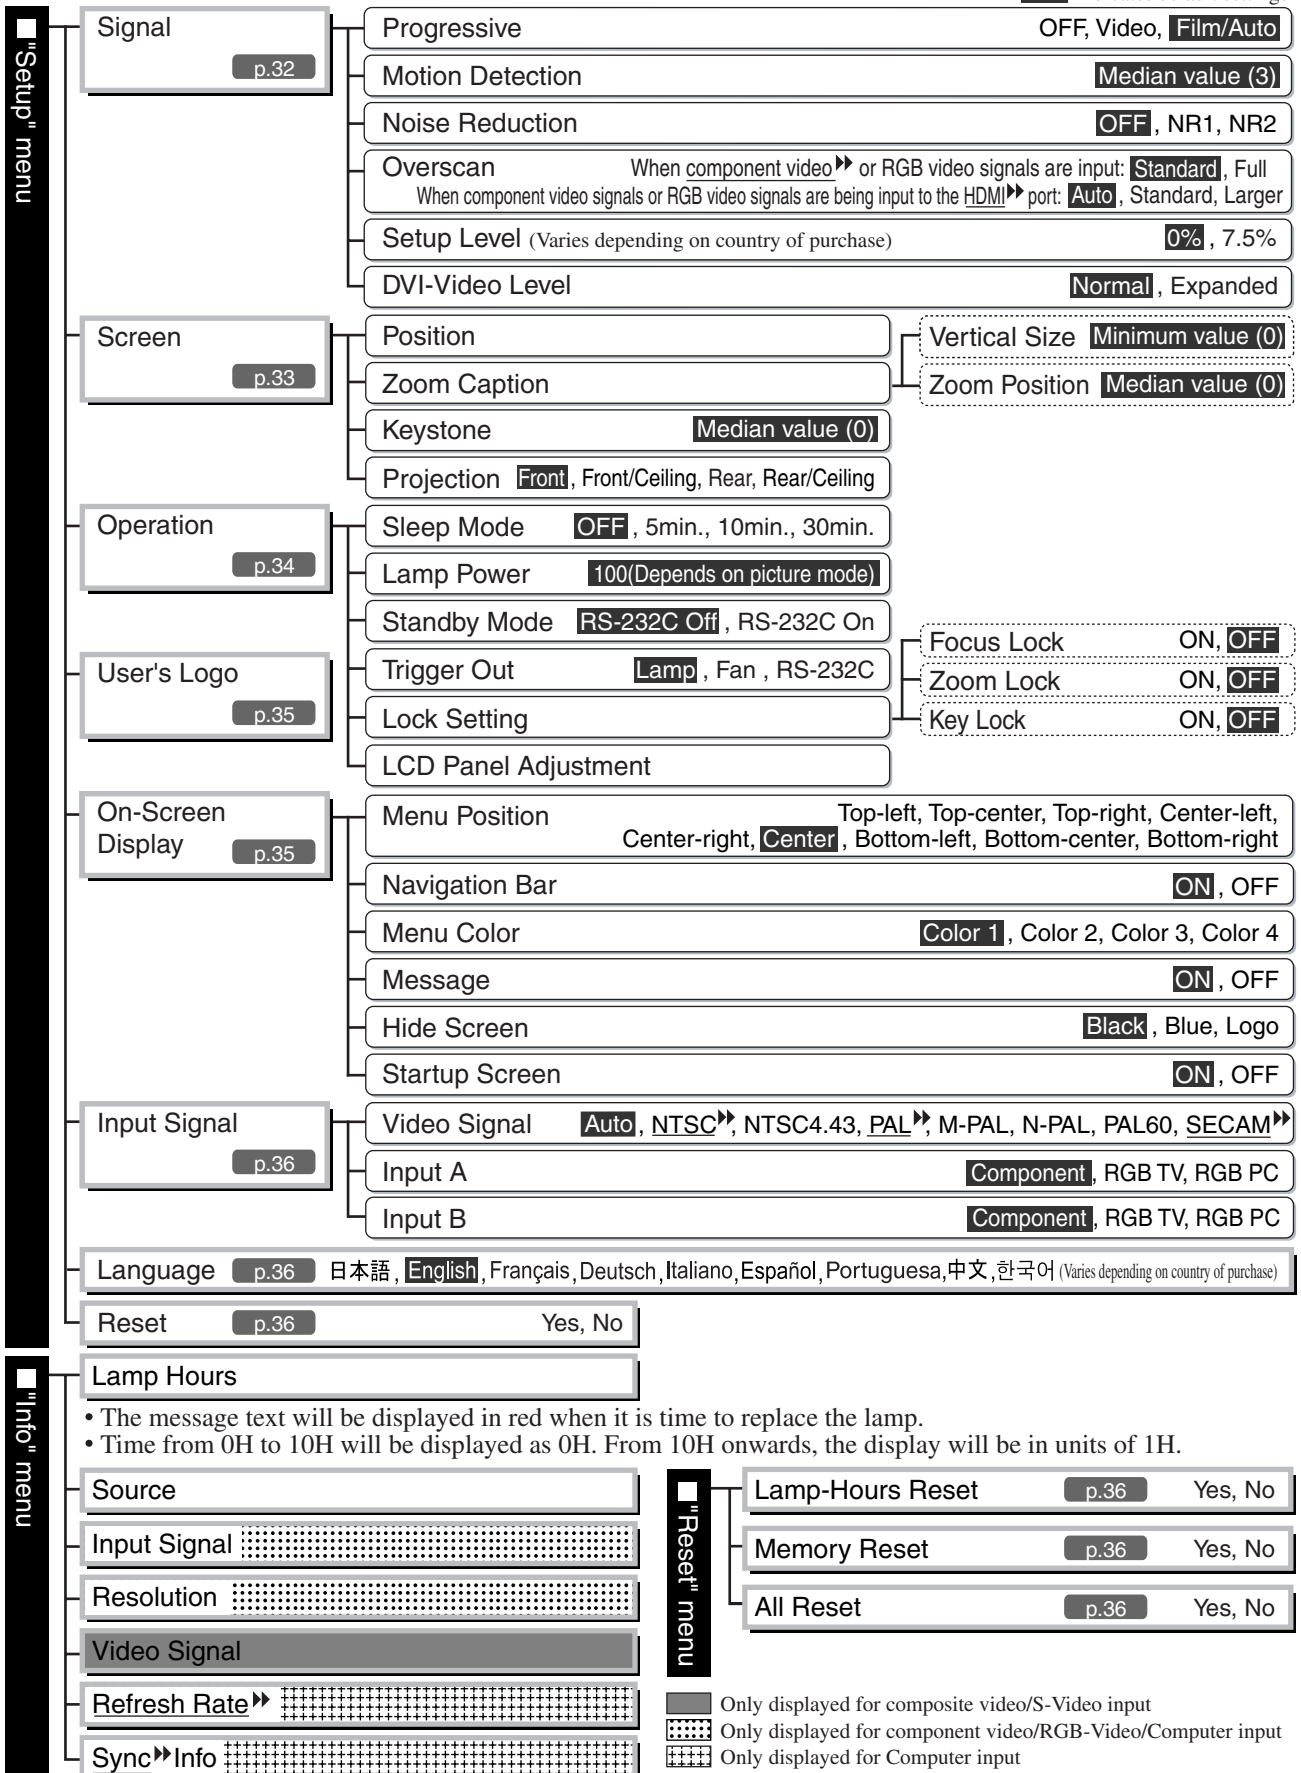 ■"Setup" menu
Signal
p.32
Progressive OFF, Video, Film/Auto
Motion Detection Median value (3)
Noise Reduction OFF , NR1, NR2
Overscan When component video or RGB video signals are input: Standard , Full
When component video signals or RGB video signals are being input to the HDMI port: Auto , Standard, Larger
Setup Level (Varies depending on country of purchase) 0% , 7.5%
DVI-Video Level Normal , Expanded
Screen
p.33
Position
Zoom Caption
Vertical Size Minimum value (0)
Zoom Position Median value (0)
Keystone Median value (0)
Projection Front , Front/Ceiling, Rear, Rear/Ceiling
Operation
p.34
Sleep Mode OFF , 5min., 10min., 30min.
Lamp Power 100(Depends on picture mode)
Standby Mode RS-232C Off , RS-232C On
Trigger Out Lamp , Fan , RS-232C
Lock Setting
Focus Lock ON, OFF
Zoom Lock ON, OFF
Key Lock ON, OFF
LCD Panel Adjustment
User's Logo
p.35
On-Screen
Display p.35
Menu Position Top-left, Top-center, Top-right, Center-left,
Center-right, Center , Bottom-left, Bottom-center, Bottom-right
Navigation Bar ON , OFF
Menu Color Color 1 , Color 2, Color 3, Color 4
Message ON , OFF
Hide Screen Black , Blue, Logo
Startup Screen ON , OFF
Input Signal
p.36
Video Signal Auto , NTSC, NTSC4.43, PAL, M-PAL, N-PAL, PAL60, SECAM
Input A Component , RGB TV, RGB PC
Input B Component , RGB TV, RGB PC
Language p.36 日本語 , English , Français , Deutsch , Italiano, Español , Portuguesa, 中文 , 한국어 (Varies depending on country of purchase)
Reset p.36 Yes, No
■"Info" menu
Lamp Hours
• The message text will be displayed in red when it is time to replace the lamp.
• Time from 0H to 10H will be displayed as 0H. From 10H onwards, the display will be in units of 1H.
Source
Input Signal
Resolution
Video Signal
Refresh Rate
Sync Info
■"Reset" menu
Lamp-Hours Reset p.36 Yes, No
Memory Reset p.36 Yes, No
All Reset p.36 Yes, No
Only displayed for composite video/S-Video input
Only displayed for component video/RGB-Video/Computer input
Only displayed for Computer input